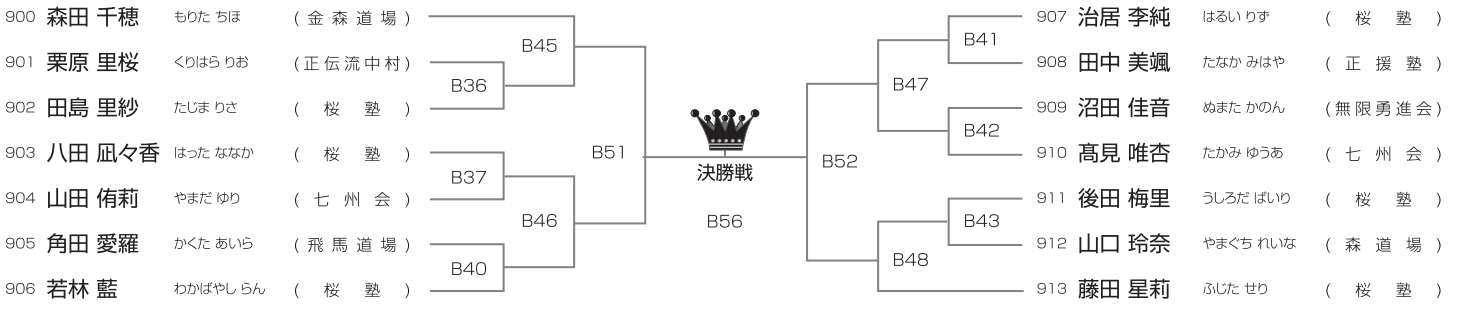 900 森田 千穂 もりた ちほ (金森道場)
901 栗原 里桜 くりはら りお (正伝流中村)
902 田島 里紗 たじま りさ (桜塾)
903 八田 凪々香 はった ななか (桜塾)
904 山田 侑莉 やまだ ゆり (七州会)
905 角田 愛羅 かくた あいら (飛馬道場)
906 若林 藍 わかばやし らん (桜塾)
B45
B36
B37
B46
B40
B51
決勝戦
B56
B52
B41
B47
B42
B43
B48
907 治居 李純 はるい りず (桜塾)
908 田中 美颯 たなか みはや (正援塾)
909 沼田 佳音 ぬまた かのん (無限勇進会)
910 髙見 唯杏 たかみ ゆうあ (七州会)
911 後田 梅里 うしろだ ばいり (桜塾)
912 山口 玲奈 やまぐち れいな (森道場)
913 藤田 星莉 ふじた せり (桜塾)